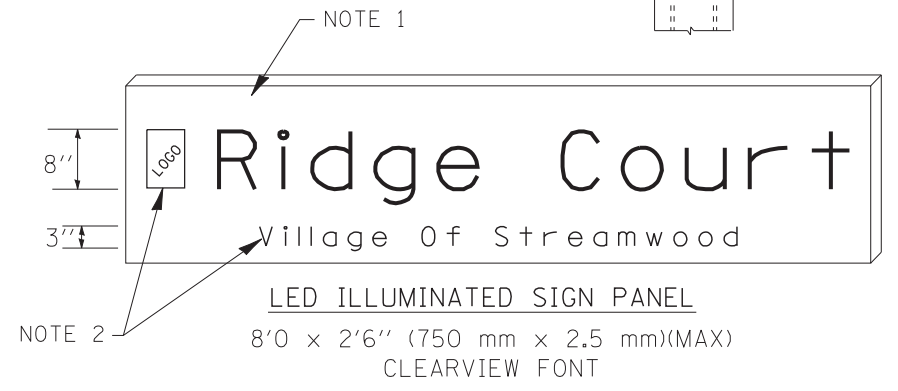 NOTE 1
8''
LOGO
Ridge Court
3''
Village Of Streamwood
LED ILLUMINATED SIGN PANEL
NOTE 2
8'0 x 2'6'' (750 mm x 2.5 mm)(MAX)
CLEARVIEW FONT